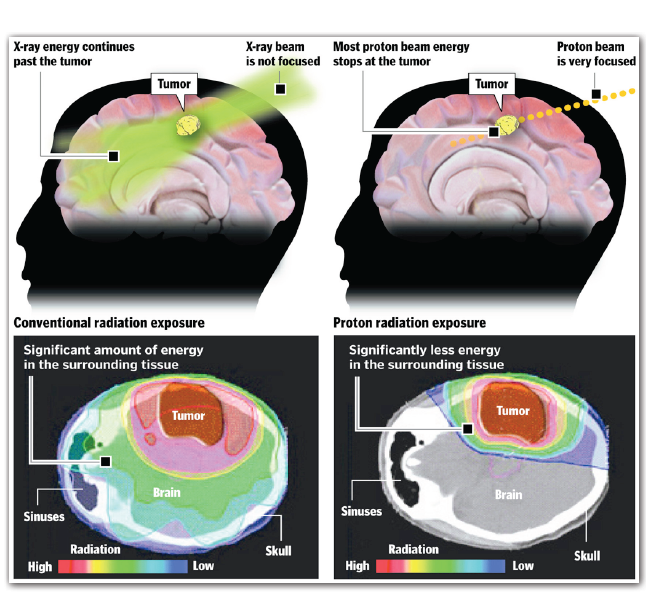 X-ray energy continues
past the tumor
X-ray beam
is not focused
Tumor
Most proton beam energy
stops at the tumor
Proton beam
is very focused
Tumor
Conventional radiation exposure
Significant amount of energy
in the surrounding tissue
Tumor
Brain
Sinuses
Skull
Radiation
High
Low
Proton radiation exposure
Significantly less energy
in the surrounding tissue
Tumor
Brain
Sinuses
Skull
Radiation
High
Low